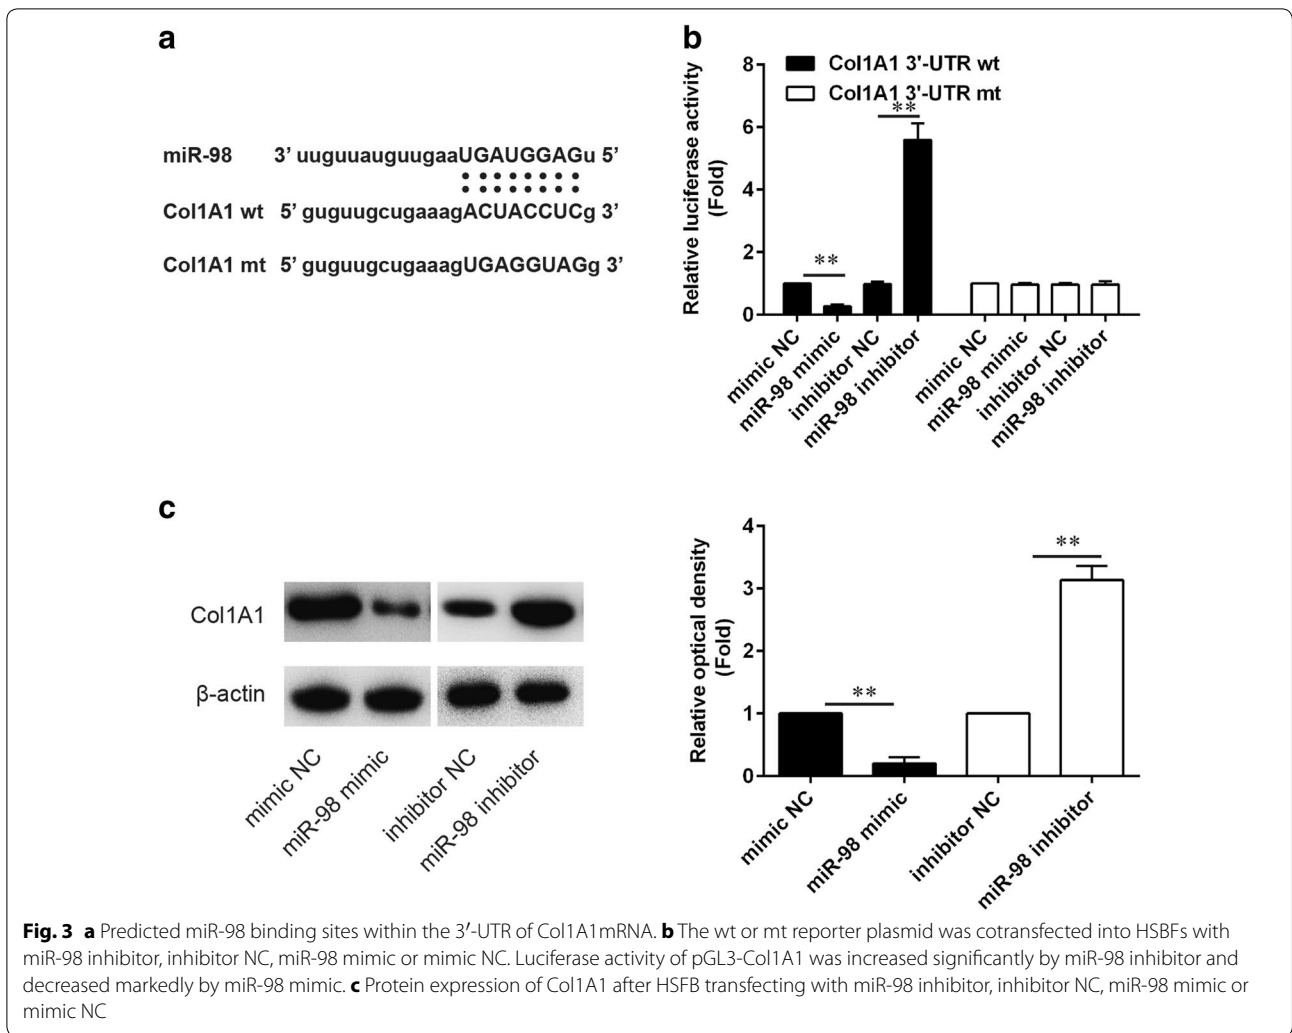 a
miR-98 3’ uuguuauguugaaUGAUGGAGu 5’
Col1A1 wt 5’ guguugcugaaagACUACCUCg 3’
Col1A1 mt 5’ guguugcugaaagUGAGGUAGg 3’
b
Relative luciferase activity
(Fold)
8
6
4
2
0
Col1A1 3'-UTR wt
Col1A1 3'-UTR mt
**
**
mimic NC
miR-98 mimic
inhibitor NC
miR-98 inhibitor
mimic NC
miR-98 mimic
inhibitor NC
miR-98 inhibitor
c
Col1A1
β-actin
mimic NC
miR-98 mimic
inhibitor NC
miR-98 inhibitor
Relative optical density
(Fold)
4
3
2
1
0
**
**
mimic NC
miR-98 mimic
inhibitor NC
miR-98 inhibitor
Fig. 3 a Predicted miR-98 binding sites within the 3′-UTR of Col1A1mRNA. b The wt or mt reporter plasmid was cotransfected into HSBFs with
miR-98 inhibitor, inhibitor NC, miR-98 mimic or mimic NC. Luciferase activity of pGL3-Col1A1 was increased significantly by miR-98 inhibitor and
decreased markedly by miR-98 mimic. c Protein expression of Col1A1 after HSFB transfecting with miR-98 inhibitor, inhibitor NC, miR-98 mimic or
mimic NC